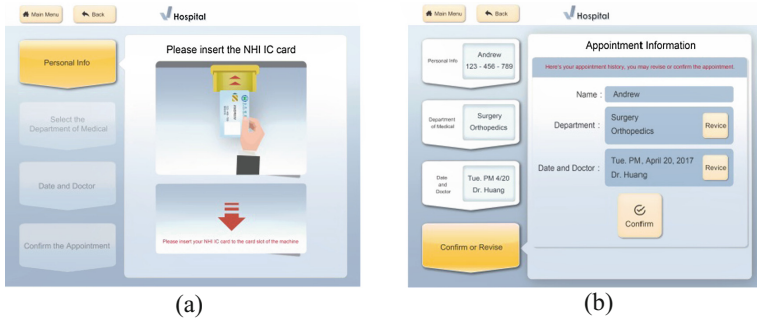 Main Menu
Back
Hospital
Personal Info
Select the
Department of Medical
Date and Doctor
Confirm the Appointment
Please insert the NHI IC card
Please insert your NHI IC card to the card slot of the machine
(a)
Main Menu
Back
Hospital
Personal Info
Andrew
123 - 456 - 789
Department
of Medical
Surgery
Orthopedics
Date
and
Doctor
Tue. PM 4/20
Dr. Huang
Confirm or Revise
Appointment Information
Here's your appointment history, you may revise or confirm the appointment.
Name : Andrew
Department :
Surgery
Orthopedics
Revice
Date and Doctor :
Tue. PM, April 20, 2017
Dr. Huang
Revice
Confirm
(b)